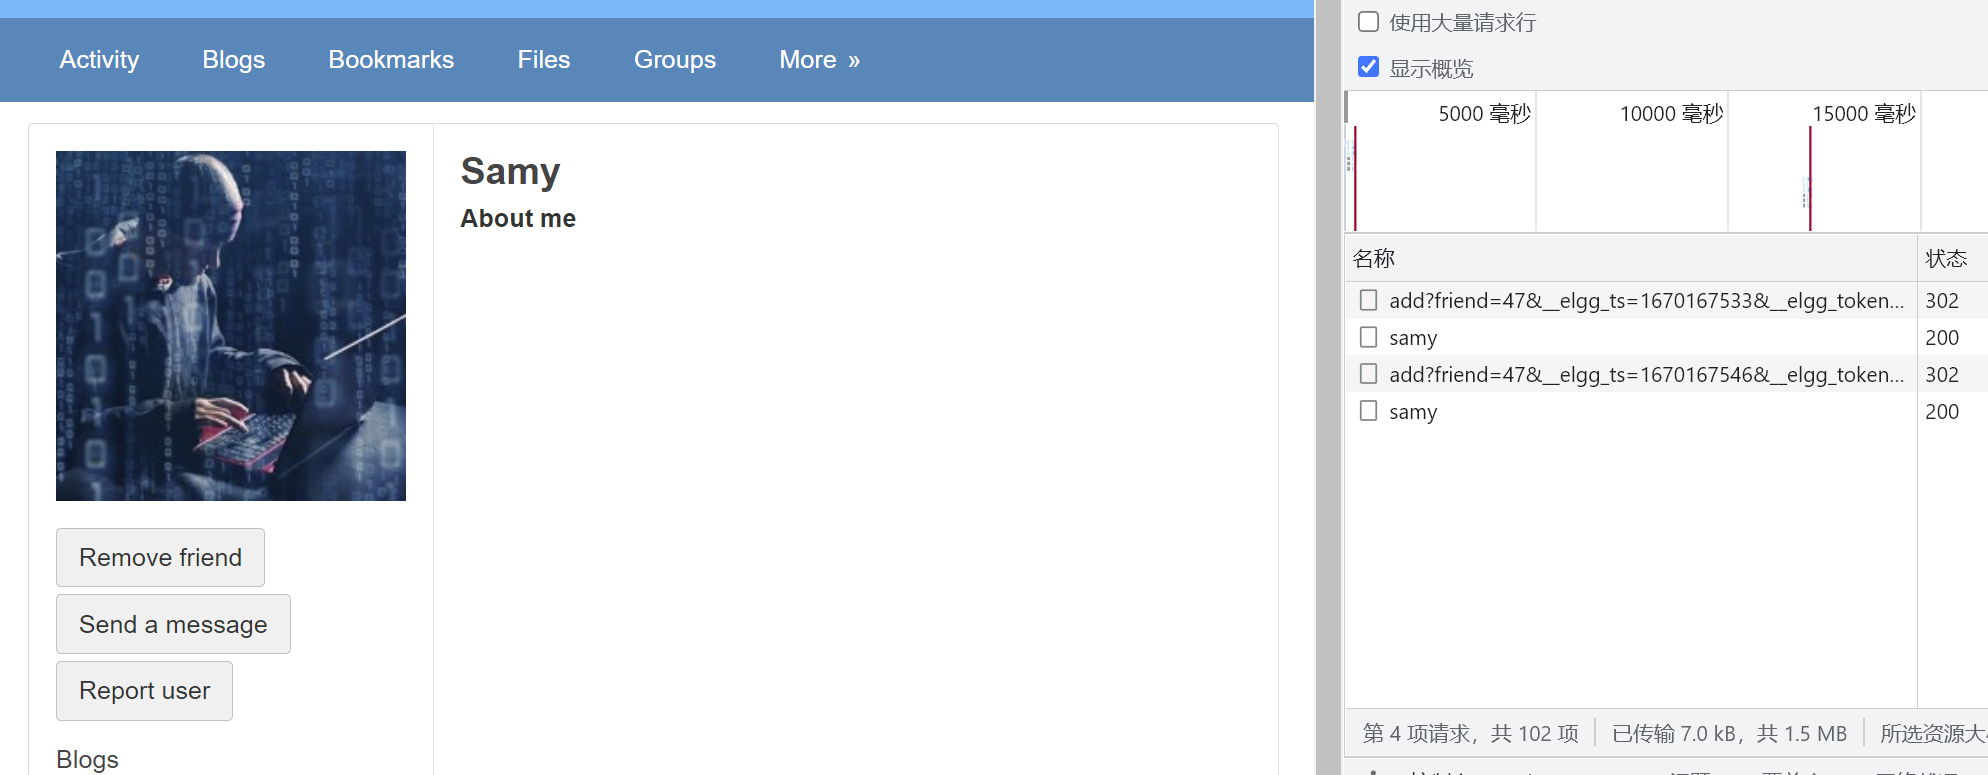 Activity Blogs Bookmarks Files Groups More »
Samy
About me
Remove friend
Send a message
Report user
Blogs
使用大量请求行
显示概览
5000 毫秒 10000 毫秒 15000 毫秒
名称 状态
add?friend=47&__elgg_ts=1670167533&__elgg_token... 302
samy 200
add?friend=47&__elgg_ts=1670167546&__elgg_token... 302
samy 200
第 4 项请求，共 102 项 已传输 7.0 kB，共 1.5 MB 所选资源大